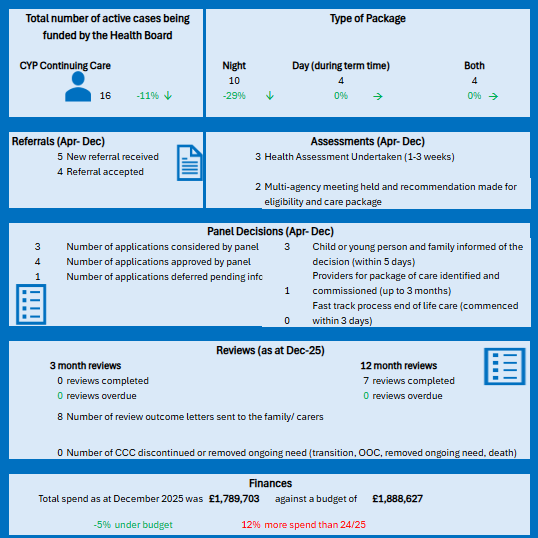 Total number of active cases being
funded by the Health Board
Type of Package
CYP Continuing Care
16 -11% ↓
Night Day (during term time) Both
10 4 4
-29% ↓ 0% → 0% →
Referrals (Apr- Dec)
5 New referral received
4 Referral accepted
Assessments (Apr- Dec)
3 Health Assessment Undertaken (1-3 weeks)
2 Multi-agency meeting held and recommendation made for
eligibility and care package
Panel Decisions (Apr- Dec)
3 Number of applications considered by panel
4 Number of applications approved by panel
1 Number of applications deferred pending info
3 Child or young person and family informed of the
decision (within 5 days)
Providers for package of care identified and
1 commissioned (up to 3 months)
Fast track process end of life care (commenced
0 within 3 days)
Reviews (as at Dec-25)
3 month reviews
0 reviews completed
0 reviews overdue
12 month reviews
7 reviews completed
0 reviews overdue
8 Number of review outcome letters sent to the family/ carers
0 Number of CCC discontinued or removed ongoing need (transition, OOC, removed ongoing need, death)
Finances
Total spend as at December 2025 was £1,789,703 against a budget of £1,888,627
-5% under budget 12% more spend than 24/25